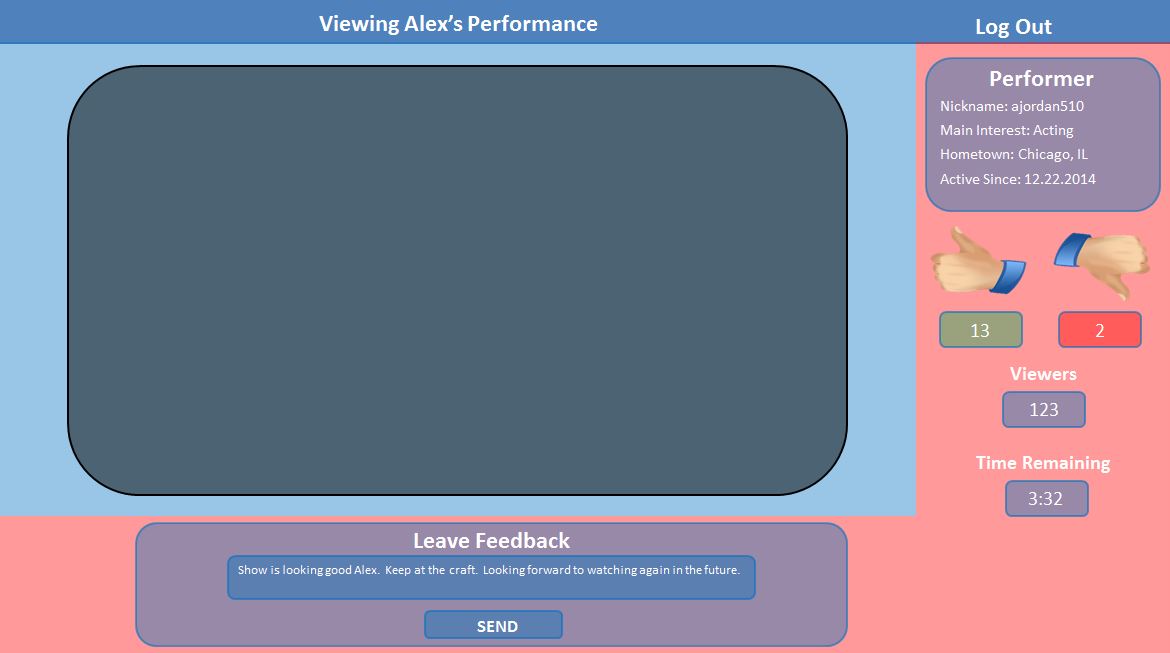 Viewing Alex's Performance
Log Out
Performer
Nickname: ajordan510
Main Interest: Acting
Hometown: Chicago, IL
Active Since: 12.22.2014
13
2
Viewers
123
Time Remaining
3:32
Leave Feedback
Show is looking good Alex.  Keep at the craft.  Looking forward to watching again in the future.
SEND